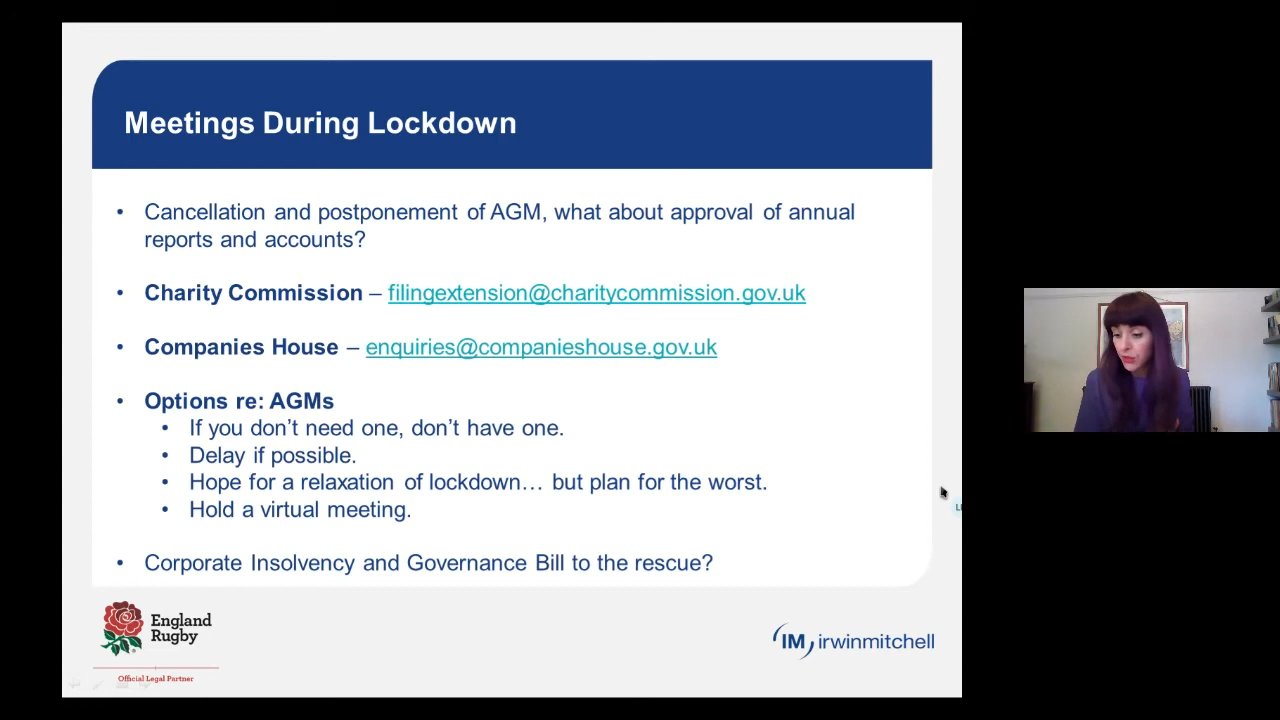 Meetings During Lockdown
• Cancellation and postponement of AGM, what about approval of annual
reports and accounts?
• Charity Commission – filingextension@charitycommission.gov.uk
• Companies House – enquiries@companieshouse.gov.uk
• Options re: AGMs
• If you don’t need one, don’t have one.
• Delay if possible.
• Hope for a relaxation of lockdown… but plan for the worst.
• Hold a virtual meeting.
• Corporate Insolvency and Governance Bill to the rescue?
England
Rugby
Official Legal Partner
IM irwinmitchell